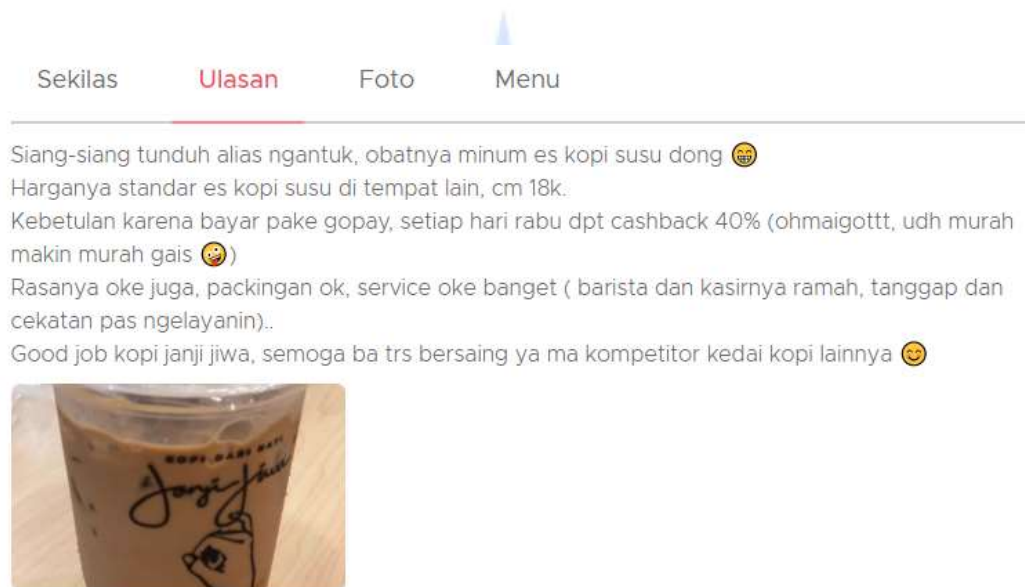 Sekilas Ulasan Foto Menu
Siang-siang tunduh alias ngantuk, obatnya minum es kopi susu dong 😁
Harganya standar es kopi susu di tempat lain, cm 18k.
Kebetulan karena bayar pake gopay, setiap hari rabu dpt cashback 40% (ohmaigottt, udh murah
makin murah gais 🤪)
Rasanya oke juga, packingan ok, service oke banget ( barista dan kasirnya ramah, tanggap dan
cekatan pas ngelayanin)..
Good job kopi janji jiwa, semoga ba trs bersaing ya ma kompetitor kedai kopi lainnya 😊
KOPI DARI HATI
Janji Jiwa